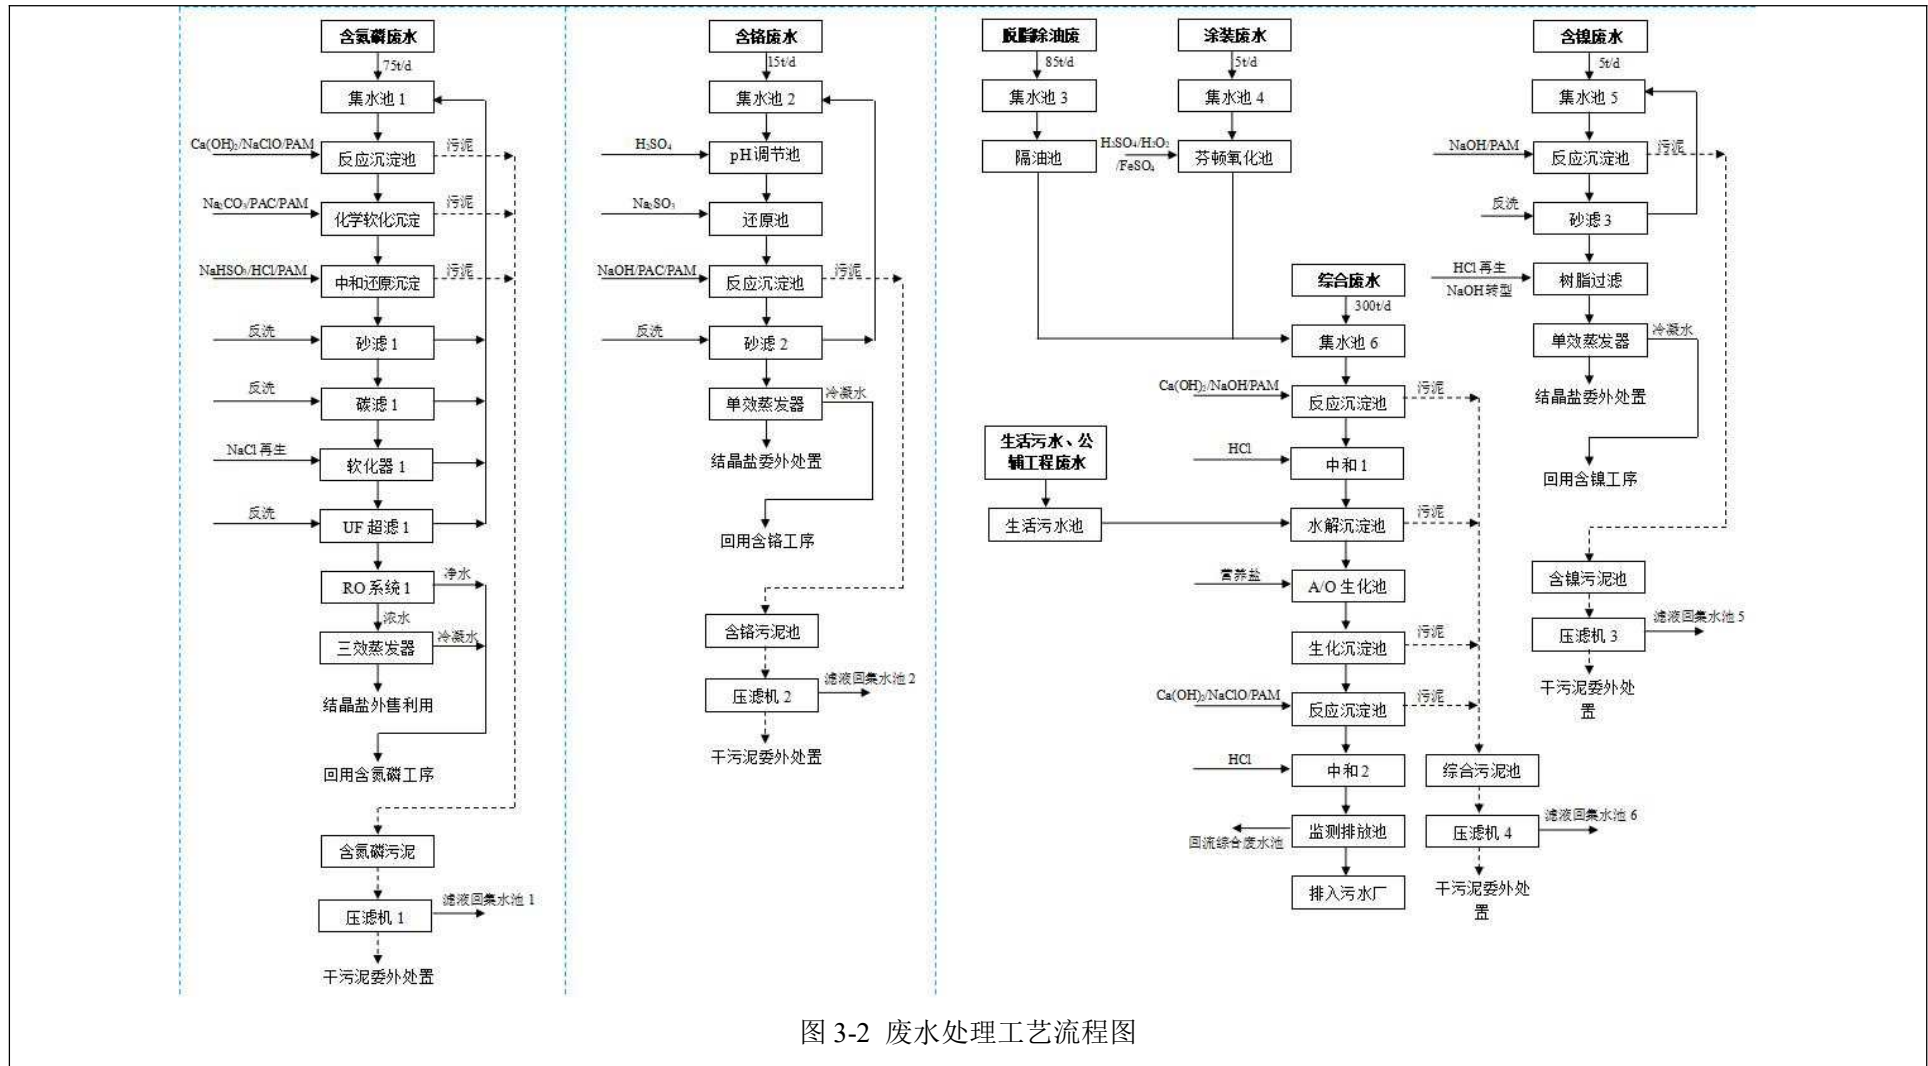 含氮磷废水
75t/d
集水池 1
Ca(OH)₂/NaClO/PAM
反应沉淀池
污泥
Na₂CO₃/PAC/PAM
化学软化沉淀
污泥
NaHSO₃/HCl/PAM
中和还原沉淀
污泥
反洗
砂滤 1
反洗
碳滤 1
NaCl 再生
软化器 1
反洗
UF 超滤 1
RO 系统 1
净水
浓水
三效蒸发器
冷凝水
结晶盐外售利用
回用含氮磷工序
含氮磷污泥
压滤机 1
滤液回集水池 1
干污泥委外处置
含铬废水
15t/d
集水池 2
H₂SO₄
pH 调节池
Na₂SO₃
还原池
NaOH/PAC/PAM
反应沉淀池
污泥
反洗
砂滤 2
单效蒸发器
冷凝水
结晶盐委外处置
回用含铬工序
含铬污泥池
压滤机 2
滤液回集水池 2
干污泥委外处置
脱脂除油废
85t/d
集水池 3
隔油池
涂装废水
5t/d
集水池 4
H₂SO₄/H₂O₂
/FeSO₄
芬顿氧化池
综合废水
300t/d
集水池 6
Ca(OH)₂/NaOH/PAM
反应沉淀池
污泥
HCl
中和 1
生活污水、公
辅工程废水
生活污水池
水解沉淀池
污泥
营养盐
A/O 生化池
生化沉淀池
污泥
Ca(OH)₂/NaClO/PAM
反应沉淀池
污泥
HCl
中和 2
监测排放池
回流综合废水池
排入污水厂
综合污泥池
压滤机 4
滤液回集水池 6
干污泥委外处
置
含镍废水
5t/d
集水池 5
NaOH/PAM
反应沉淀池
污泥
反洗
砂滤 3
HCl 再生
NaOH 转型
树脂过滤
单效蒸发器
冷凝水
结晶盐委外处置
回用含镍工序
含镍污泥池
压滤机 3
滤液回集水池 5
干污泥委外处
置
图 3-2 废水处理工艺流程图